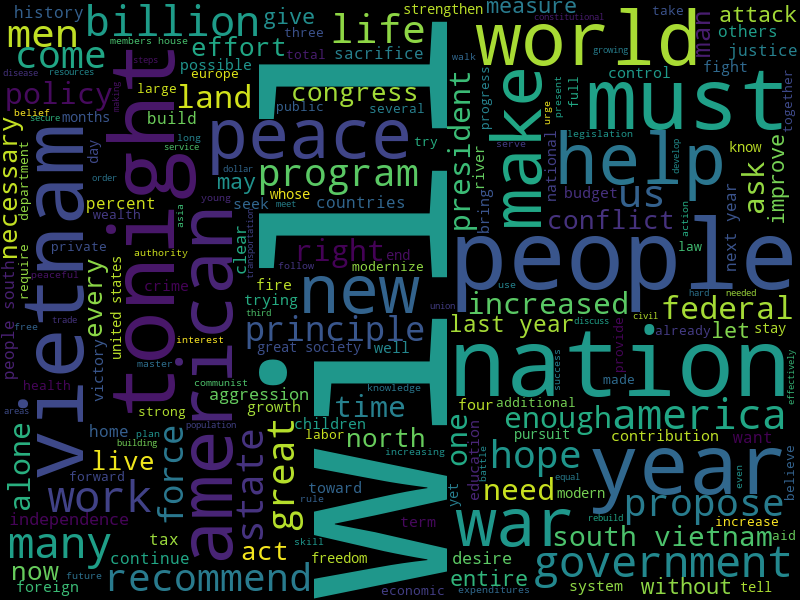 will
people
nation
world
must
vietnam
tonight
american
year
war
help
make
peace
new
work
government
america
program
life
congress
billion
men
come
policy
land
effort
give
history
possible
sacrifice
strengthen
measure
three
total
europe
members house
steps
disease
resources
making
large
build
months
day
belief
secure
necessary
require
department
percent
wealth
long
service
public
several
dollar
young
order
may
seek
whose
countries
try
meet
president
progress
river
bring
serve
national
walk
constitutional
growing
take
man
attack
others
justice
fight
control
full
present
urge
together
legislation
develop
know
ask
improve
budget
us
conflict
action
law
next year
hard
needed
use
increased
federal
civil
let
stay
already
provide
discuss
last year
union
right
end
modernize
follow
clear
transportation
fire
trying
third
principle
great society
well
knowledge
time
children
labor
north
increasing
growth
aggression
communist
interest
population
strong
master
authority
crime
asia
private
every
united states
victory
peaceful
people south
free
trade
health
areas
home
plan
building
forward
live
force
state
great
alone
independence
many
now
foreign
future
tax
continue
recommend
act
skill
rule
toward
freedom
term
economic
yet
one
four
additional
enough
education
battle
pursuit
contribution
want
made
success
effectively
hope
equal
modern
even
believe
need
propose
rebuild
increase
aid
south vietnam
desire
entire
expenditures
system
without
tell